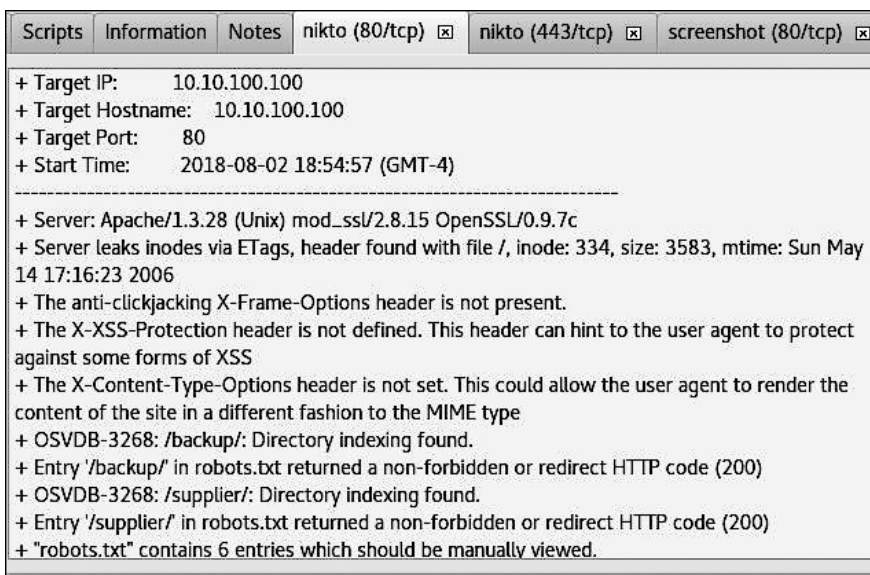 Scripts Information Notes nikto (80/tcp) nikto (443/tcp) screenshot (80/tcp)
+ Target IP: 10.10.100.100
+ Target Hostname: 10.10.100.100
+ Target Port: 80
+ Start Time: 2018-08-02 18:54:57 (GMT-4)
---------------------------------------------------------------------------
+ Server: Apache/1.3.28 (Unix) mod_ssl/2.8.15 OpenSSL/0.9.7c
+ Server leaks inodes via ETags, header found with file /, inode: 334, size: 3583, mtime: Sun May
14 17:16:23 2006
+ The anti-clickjacking X-Frame-Options header is not present.
+ The X-XSS-Protection header is not defined. This header can hint to the user agent to protect
against some forms of XSS
+ The X-Content-Type-Options header is not set. This could allow the user agent to render the
content of the site in a different fashion to the MIME type
+ OSVDB-3268: /backup/: Directory indexing found.
+ Entry '/backup/' in robots.txt returned a non-forbidden or redirect HTTP code (200)
+ OSVDB-3268: /supplier/: Directory indexing found.
+ Entry '/supplier/' in robots.txt returned a non-forbidden or redirect HTTP code (200)
+ "robots.txt" contains 6 entries which should be manually viewed.